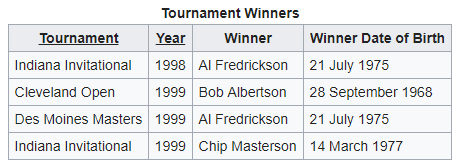 Tournament Winners
Tournament Year Winner Winner Date of Birth
Indiana Invitational 1998 Al Fredrickson 21 July 1975
Cleveland Open 1999 Bob Albertson 28 September 1968
Des Moines Masters 1999 Al Fredrickson 21 July 1975
Indiana Invitational 1999 Chip Masterson 14 March 1977